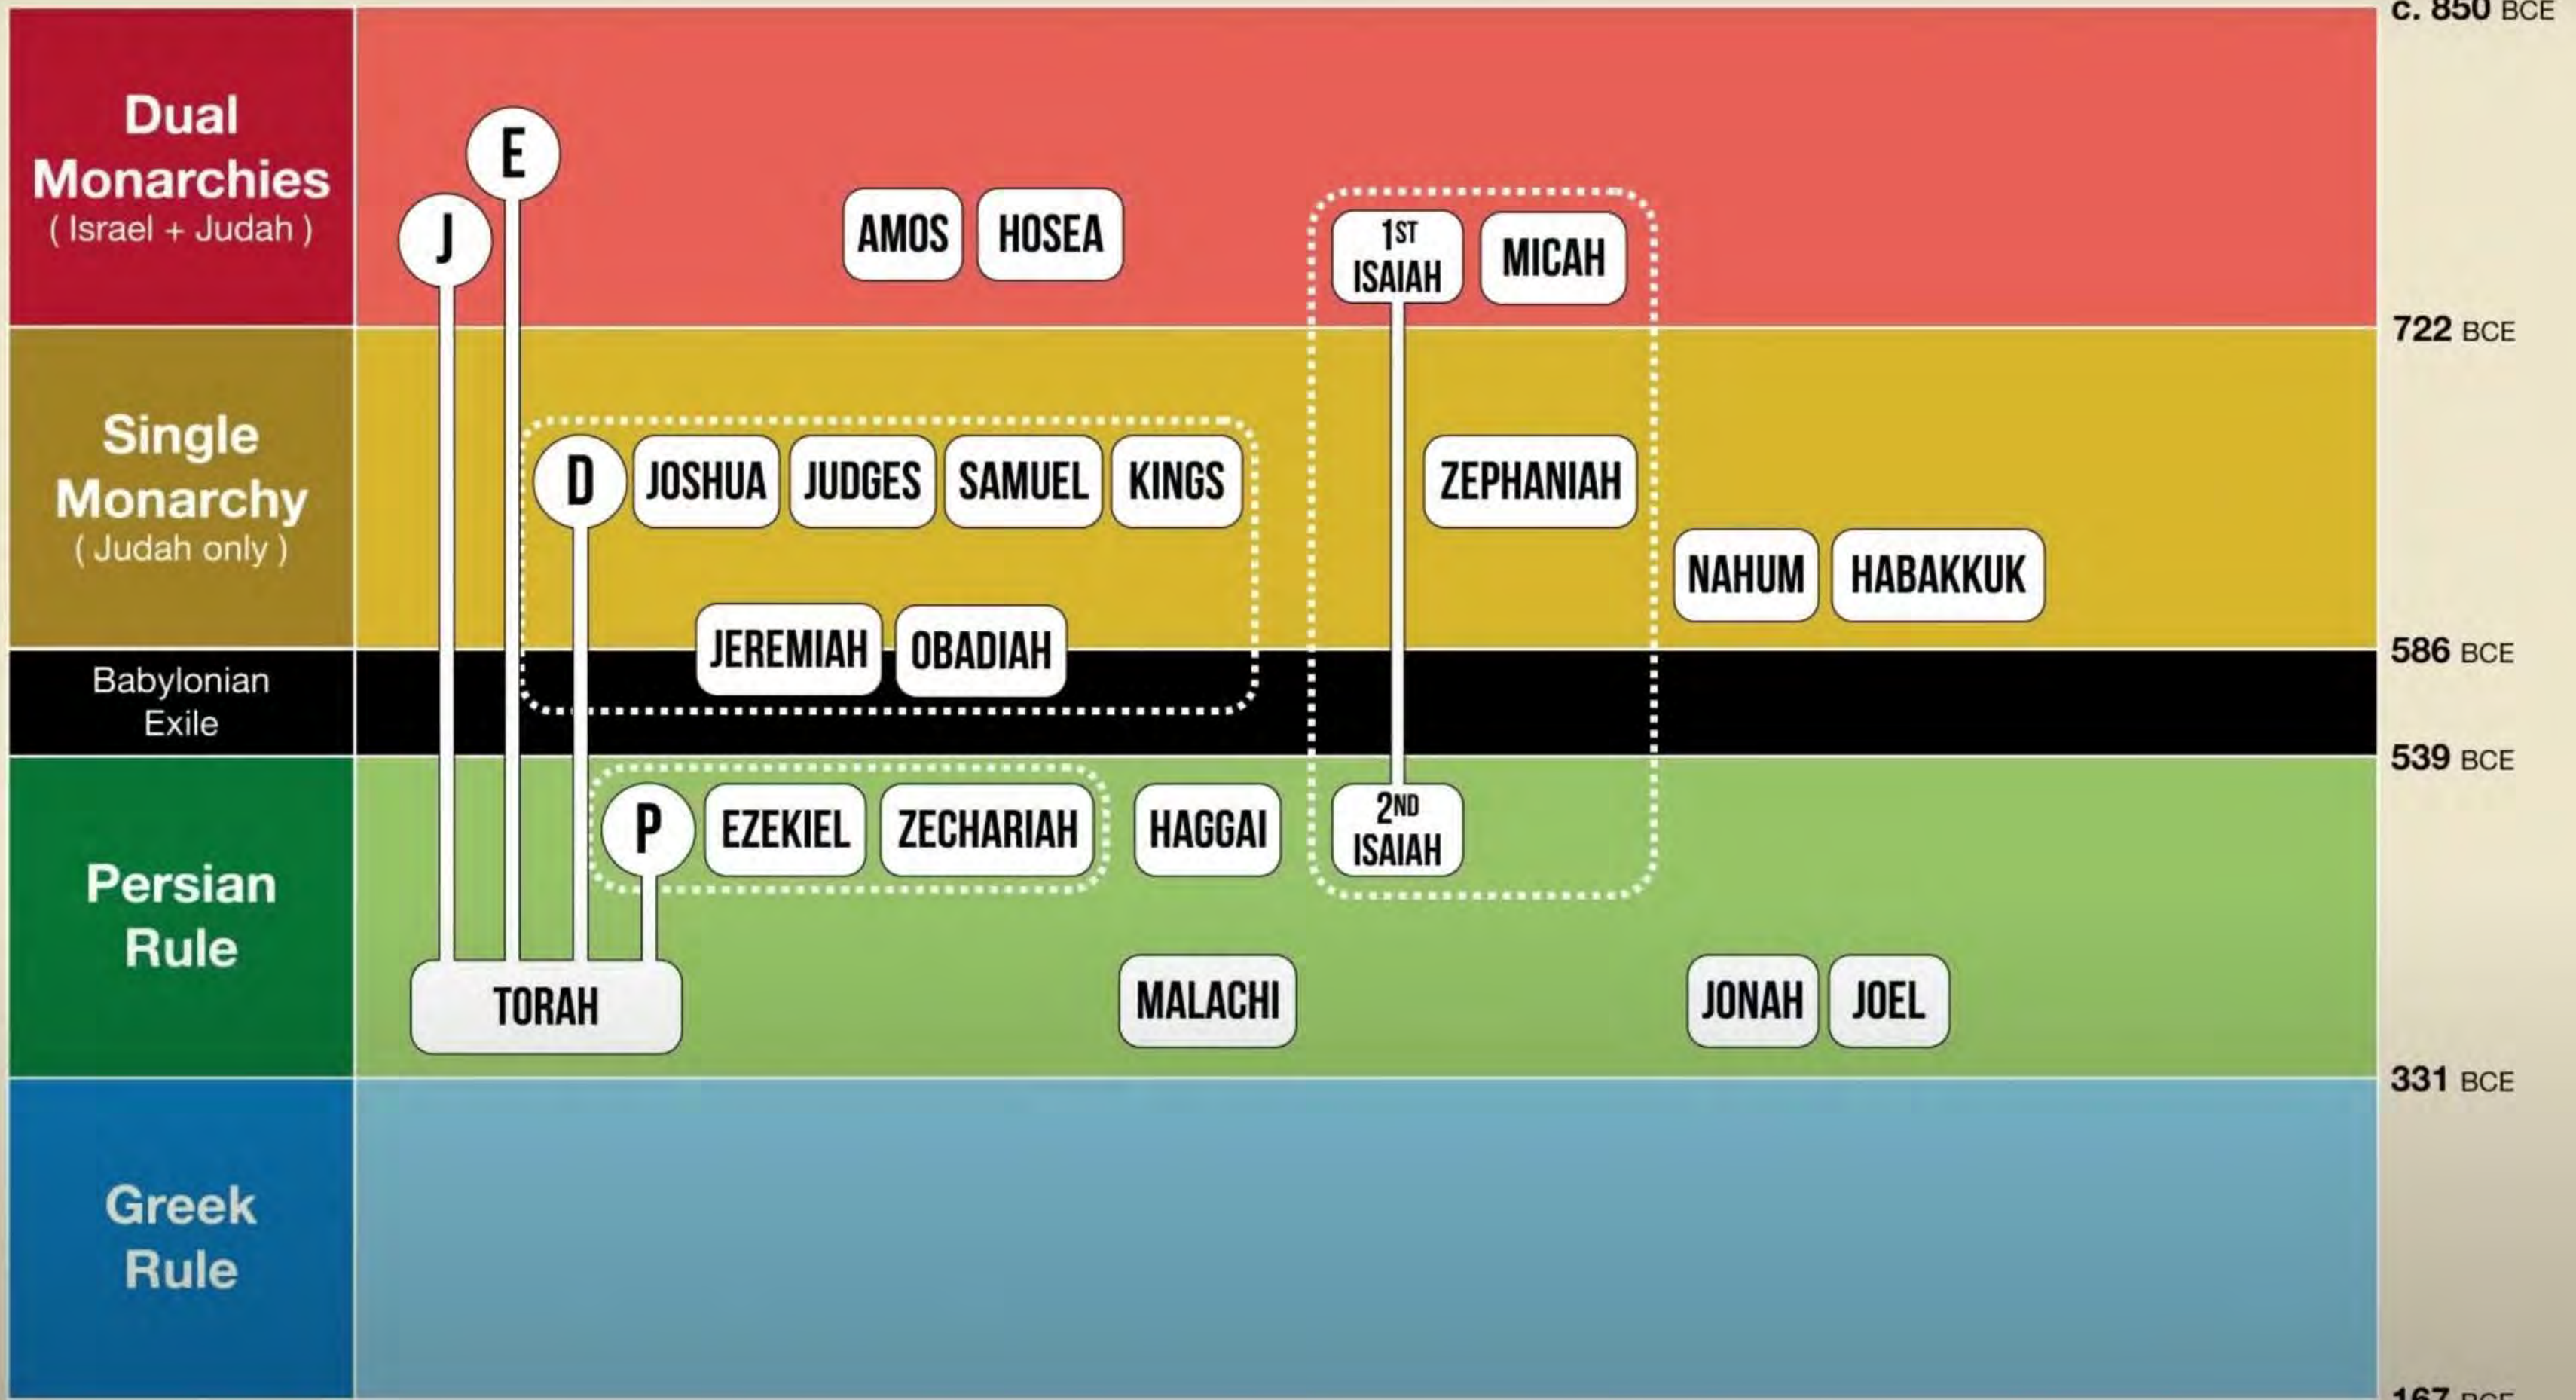 c. 850 BCE
Dual
Monarchies
( Israel + Judah )
E
J
AMOS
HOSEA
1ST
ISAIAH
MICAH
722 BCE
Single
Monarchy
( Judah only )
D
JOSHUA
JUDGES
SAMUEL
KINGS
ZEPHANIAH
NAHUM
HABAKKUK
JEREMIAH
OBADIAH
586 BCE
Babylonian
Exile
539 BCE
Persian
Rule
P
EZEKIEL
ZECHARIAH
HAGGAI
2ND
ISAIAH
TORAH
MALACHI
JONAH
JOEL
331 BCE
Greek
Rule
167 BCE